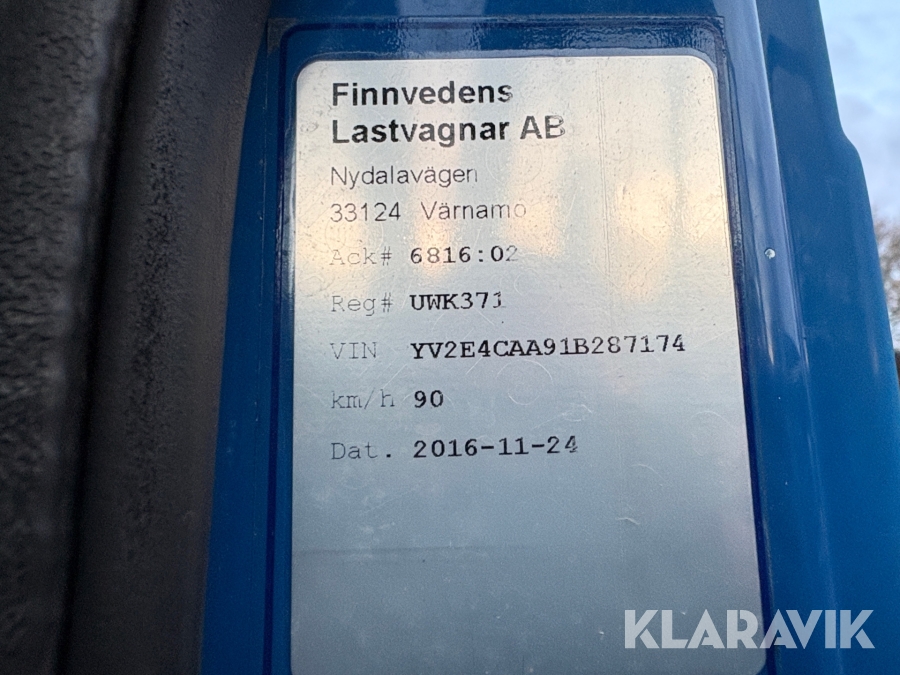 Finnvedens
Lastvagnar AB
Nydalavägen
33124 Värnamo
Ack# 6816:02
Reg# UWK371
VIN YV2E4CAA91B287174
km/h 90
Dat. 2016-11-24
KLARAVIK